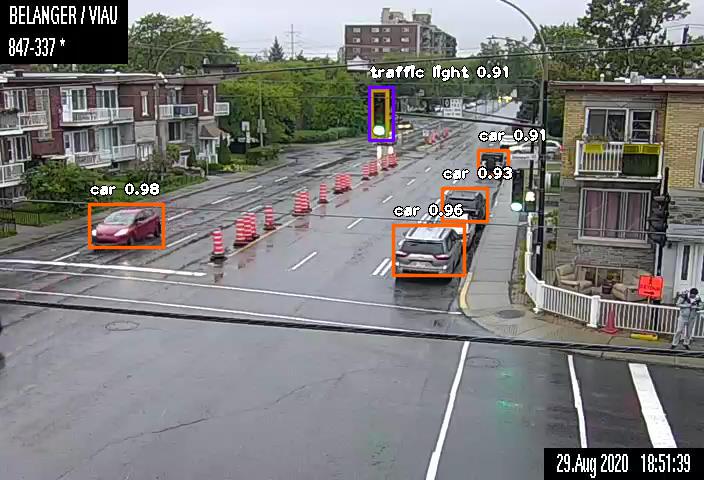 BELANGER / VIAU
847-337 *
traffic light 0.91
car 0.91
car 0.93
car 0.98
car 0.96
29.Aug 2020 18:51:39